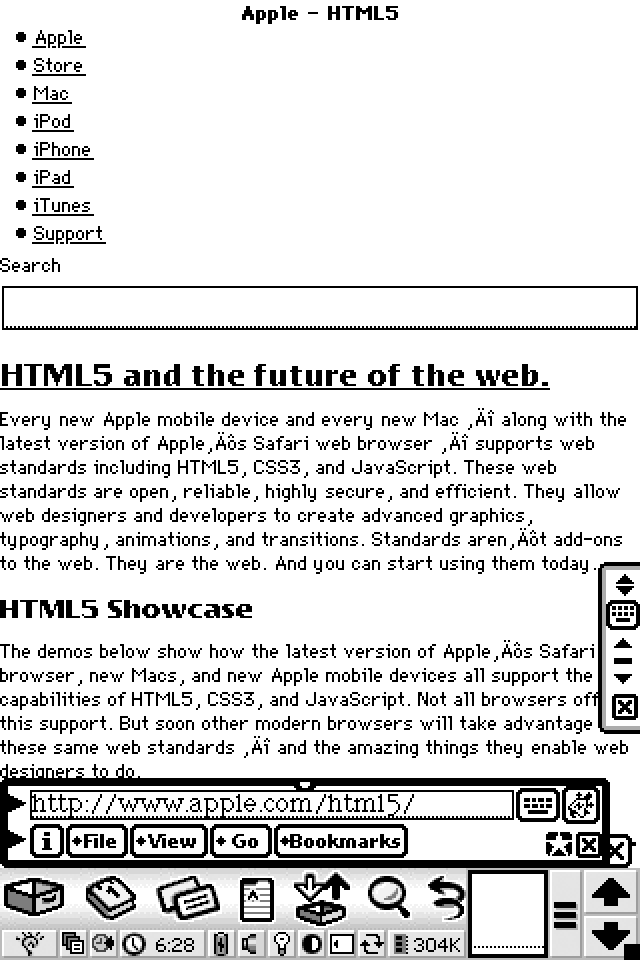 Apple - HTML5
Apple
Store
Mac
iPod
iPhone
iPad
iTunes
Support
Search
HTML5 and the future of the web.
Every new Apple mobile device and every new Mac ‚Äî along with the
latest version of Apple‚Äôs Safari web browser ‚Äî supports web
standards including HTML5, CSS3, and JavaScript. These web
standards are open, reliable, highly secure, and efficient. They allow
web designers and developers to create advanced graphics,
typography, animations, and transitions. Standards aren‚Äôt add-ons
to the web. They are the web. And you can start using them today.
HTML5 Showcase
The demos below show how the latest version of Apple‚Äôs Safari
browser, new Macs, and new Apple mobile devices all support the
capabilities of HTML5, CSS3, and JavaScript. Not all browsers off
this support. But soon other modern browsers will take advantage
these same web standards ‚Äî and the amazing things they enable web
designers to do.
http://www.apple.com/html5/
i File View Go Bookmarks
6:28 304K